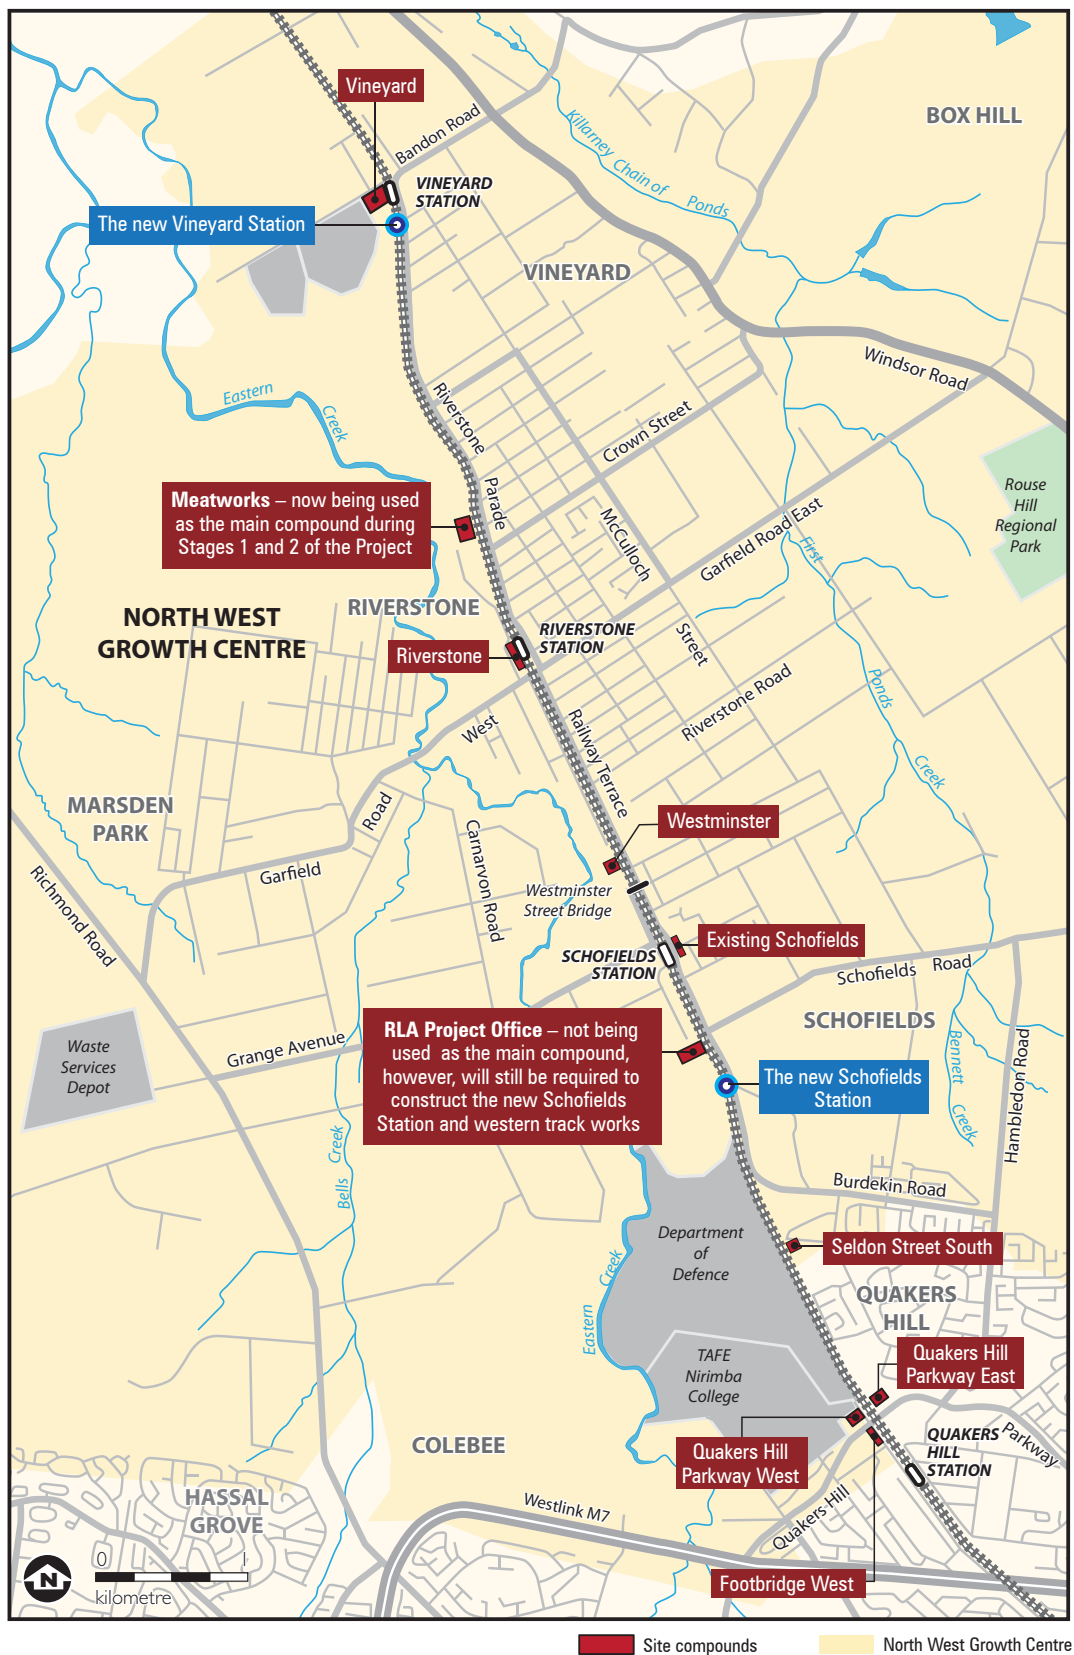 Vineyard
Bandon Road
BOX HILL
Killarney Chain of Ponds
VINEYARD
STATION
The new Vineyard Station
VINEYARD
Windsor Road
Eastern
Creek
Riverstone
Parade
Crown Street
Rouse
Hill
Regional
Park
Meatworks – now being used
as the main compound during
Stages 1 and 2 of the Project
McCulloch
Street
Garfield Road East
First
Ponds
Creek
NORTH WEST
GROWTH CENTRE
RIVERSTONE
RIVERSTONE
STATION
Riverstone
Riverstone Road
West
Railway Terrace
MARSDEN
PARK
Road
Garfield
Westminster
Carnarvon Road
Richmond Road
Westminster
Street Bridge
Existing Schofields
SCHOFIELDS
STATION
Schofields Road
RLA Project Office – not being
used as the main compound,
however, will still be required to
construct the new Schofields
Station and western track works
SCHOFIELDS
Waste
Services
Depot
Grange Avenue
Bennett
Creek
Hambledon Road
The new Schofields
Station
Bells Creek
Burdekin Road
Department
of
Defence
Seldon Street South
Eastern Creek
QUAKERS
HILL
TAFE
Nirimba
College
Quakers Hill
Parkway East
Quakers Hill
Parkway West
QUAKERS
HILL
STATION
Parkway
COLEBEE
HASSAL
GROVE
Westlink M7
Quakers Hill
Footbridge West
N
0 1
kilometre
Site compounds
North West Growth Centre